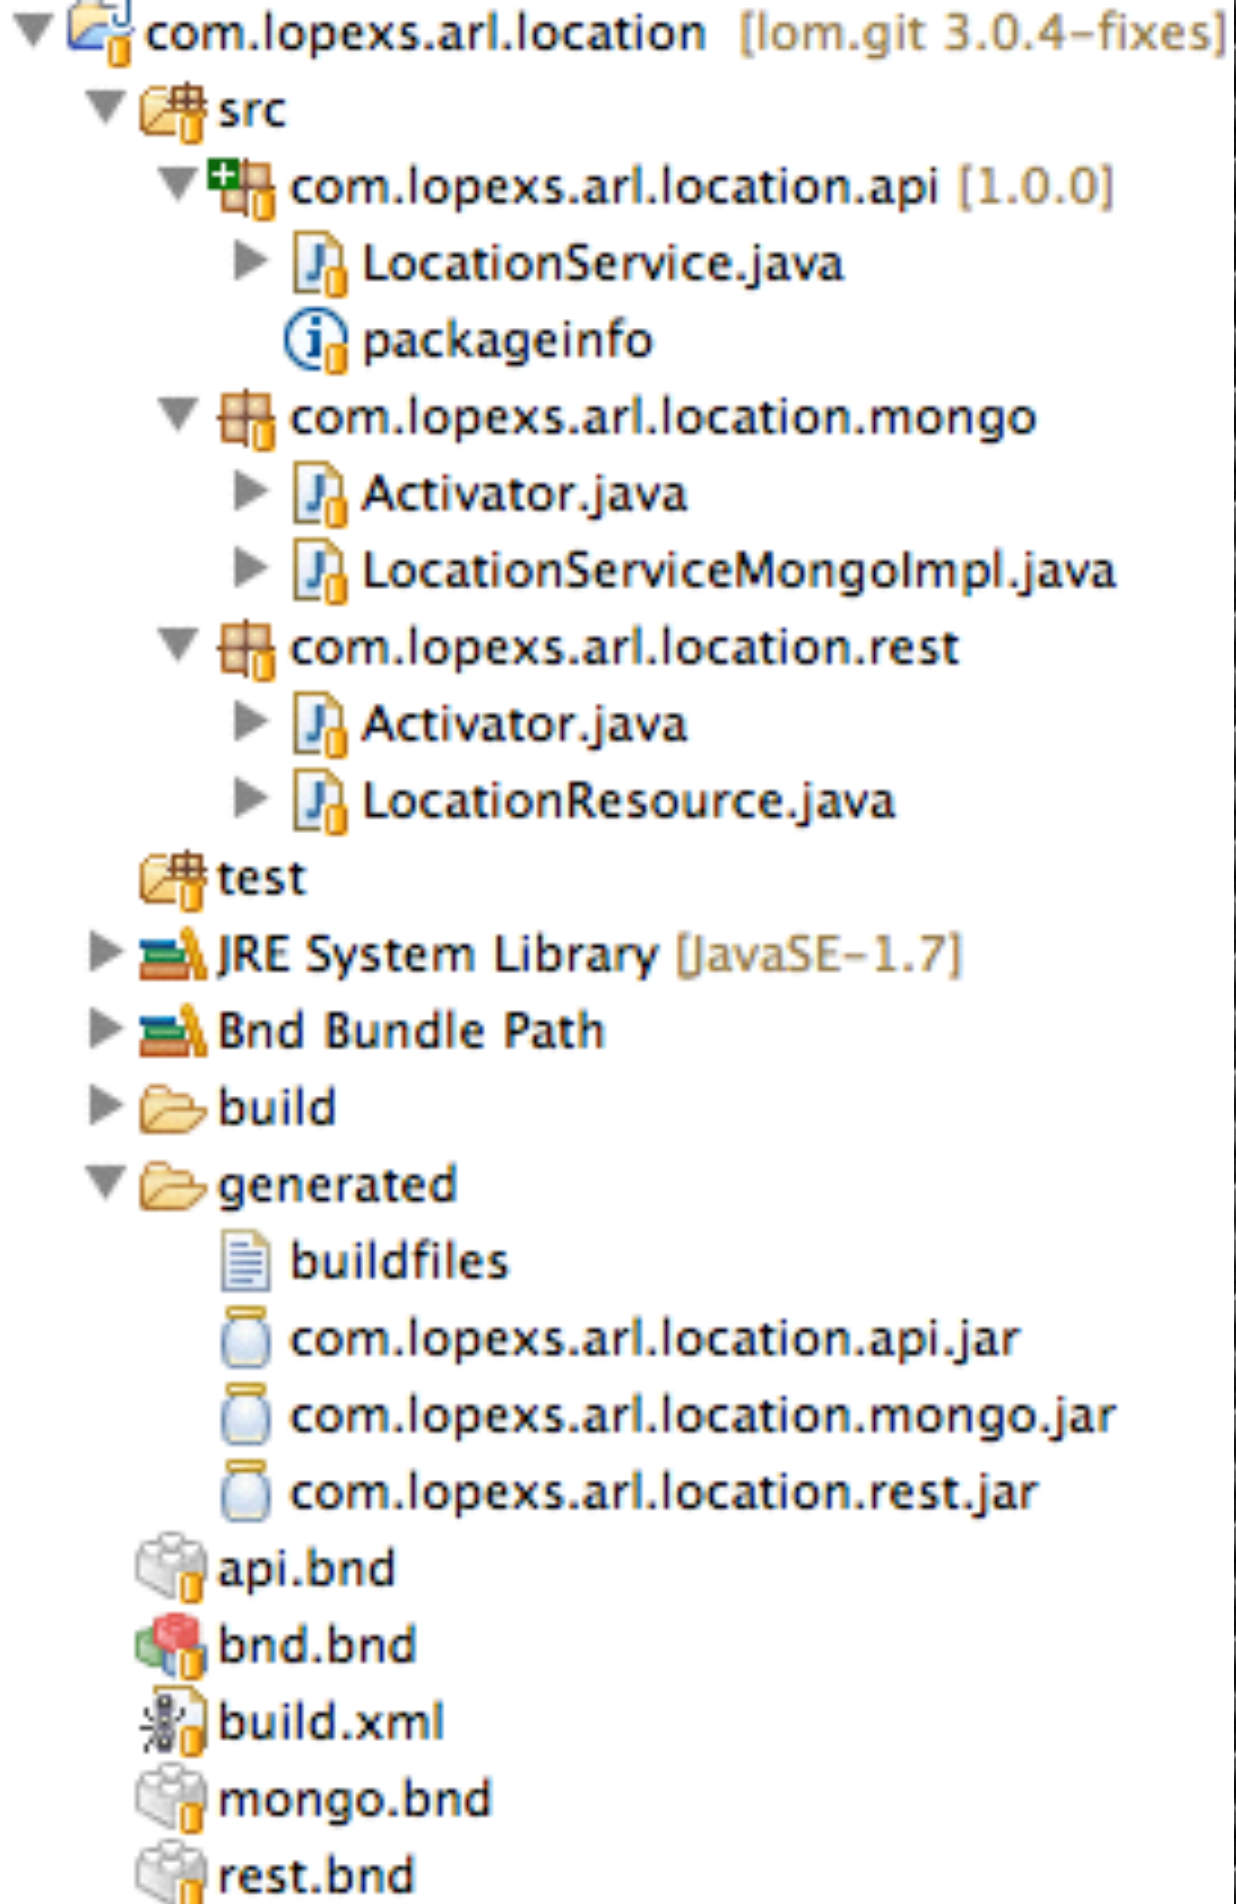 com.lopexs.arl.location [lom.git 3.0.4-fixes]
src
com.lopexs.arl.location.api [1.0.0]
LocationService.java
packageinfo
com.lopexs.arl.location.mongo
Activator.java
LocationServiceMongoImpl.java
com.lopexs.arl.location.rest
Activator.java
LocationResource.java
test
JRE System Library [JavaSE-1.7]
Bnd Bundle Path
build
generated
buildfiles
com.lopexs.arl.location.api.jar
com.lopexs.arl.location.mongo.jar
com.lopexs.arl.location.rest.jar
api.bnd
bnd.bnd
build.xml
mongo.bnd
rest.bnd